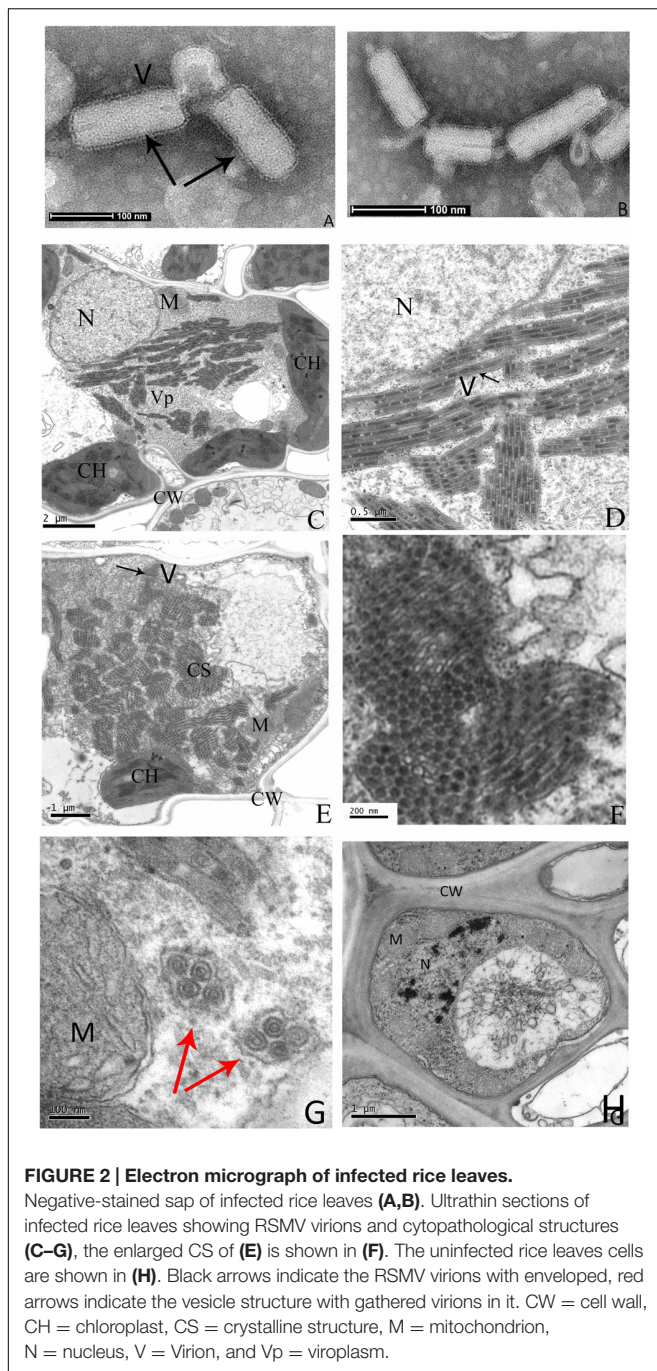 V
100 nm
A
100 nm
B
N
M
CH
Vp
CH
CW
2 µm
C
N
V
0.5 µm
D
V
CS
M
CH
CW
1 µm
E
200 nm
F
M
100 nm
G
CW
M
N
1 µm
H
G
FIGURE 2 | Electron micrograph of infected rice leaves.
Negative-stained sap of infected rice leaves (A,B). Ultrathin sections of
infected rice leaves showing RSMV virions and cytopathological structures
(C–G), the enlarged CS of (E) is shown in (F). The uninfected rice leaves cells
are shown in (H). Black arrows indicate the RSMV virions with enveloped, red
arrows indicate the vesicle structure with gathered virions in it. CW = cell wall,
CH = chloroplast, CS = crystalline structure, M = mitochondrion,
N = nucleus, V = Virion, and Vp = viroplasm.